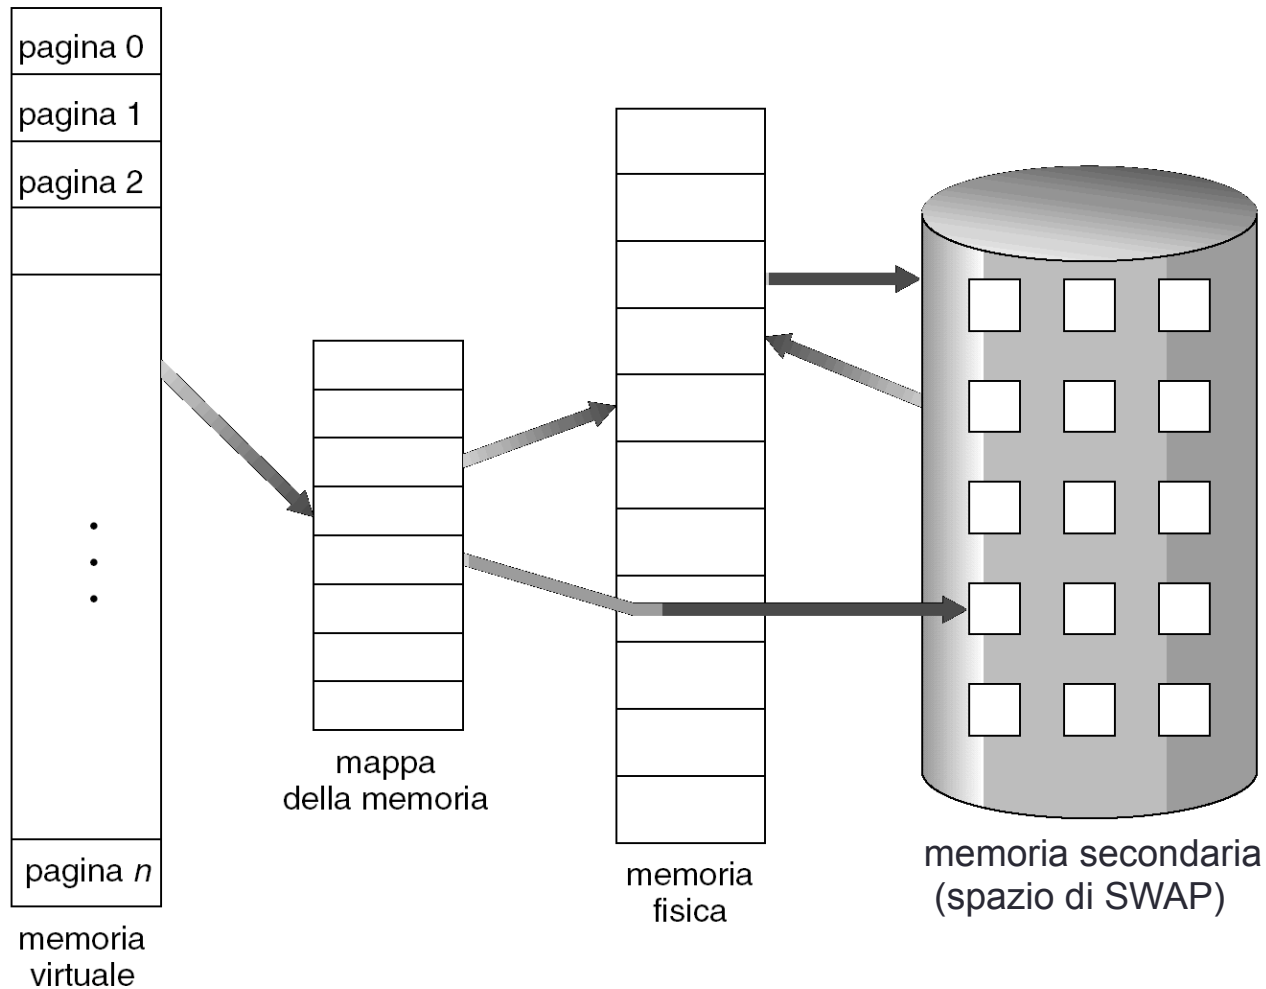 pagina 0
pagina 1
pagina 2
pagina n
memoria
virtuale
mappa
della memoria
memoria
fisica
memoria secondaria
(spazio di SWAP)